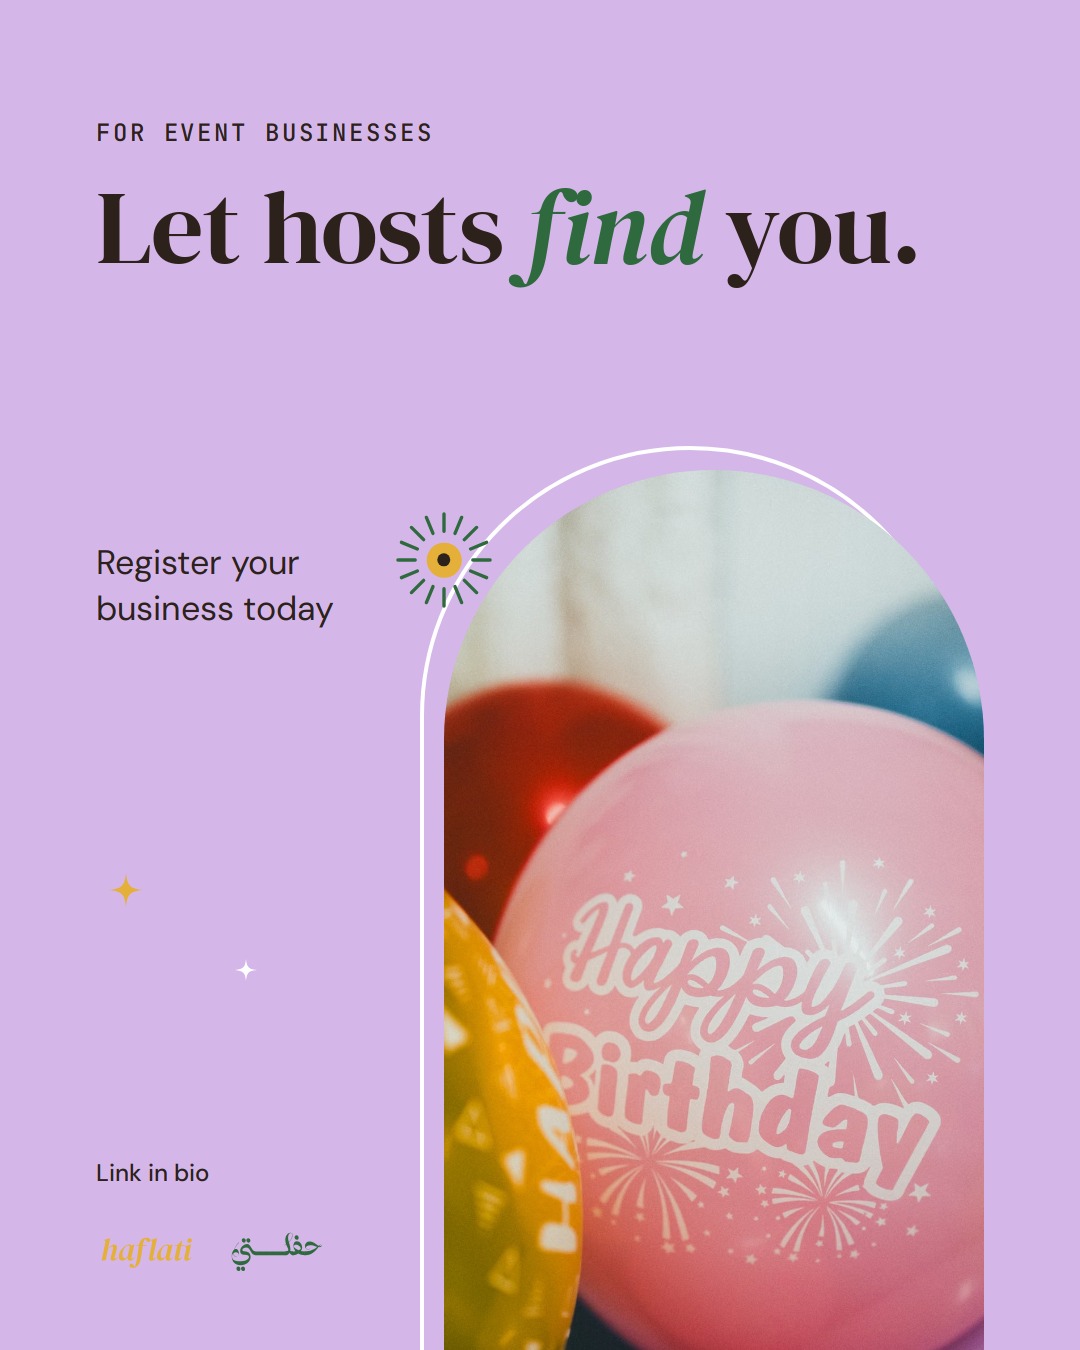 FOR EVENT BUSINESSES
Let hosts find you.
Register your
business today
Happy
Birthday
Link in bio
haflati حفلتي